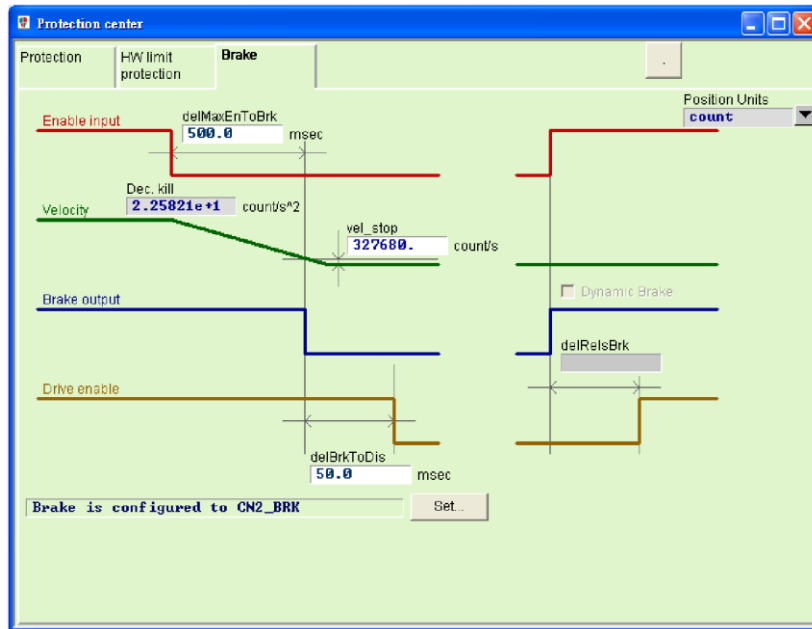 Protection center
Protection
HW limit
protection
Brake
.
Position Units
count
Enable input
delMaxEnToBrk
500.0 msec
Dec. kill
2.25821e+1 count/s^2
Velocity
vel_stop
327680. count/s
Brake output
Dynamic Brake
delRelsBrk
Drive enable
delBrkToDis
50.0 msec
Brake is configured to CN2_BRK
Set...